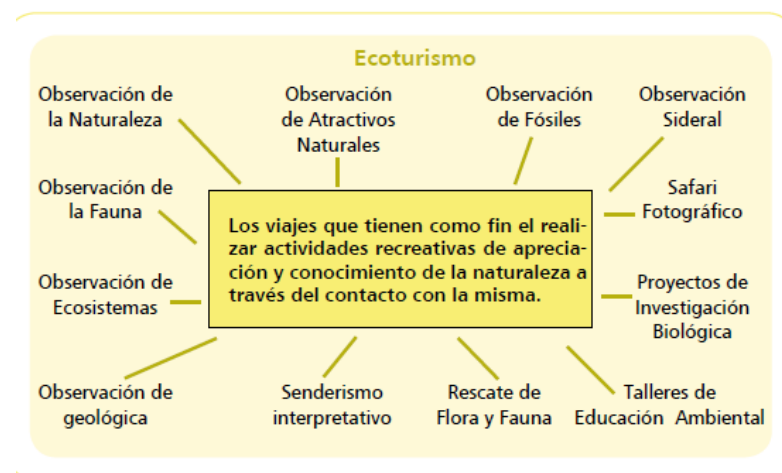 Ecoturismo
Observación de
la Naturaleza
Observación
de Atractivos
Naturales
Observación
de Fósiles
Observación
Sideral
Observación de
la Fauna
Safari
Fotográfico
Los viajes que tienen como fin el reali-
zar actividades recreativas de aprecia-
ción y conocimiento de la naturaleza a
través del contacto con la misma.
Observación de
Ecosistemas
Proyectos de
Investigación
Biológica
Observación de
geológica
Senderismo
interpretativo
Rescate de
Flora y Fauna
Talleres de
Educación Ambiental